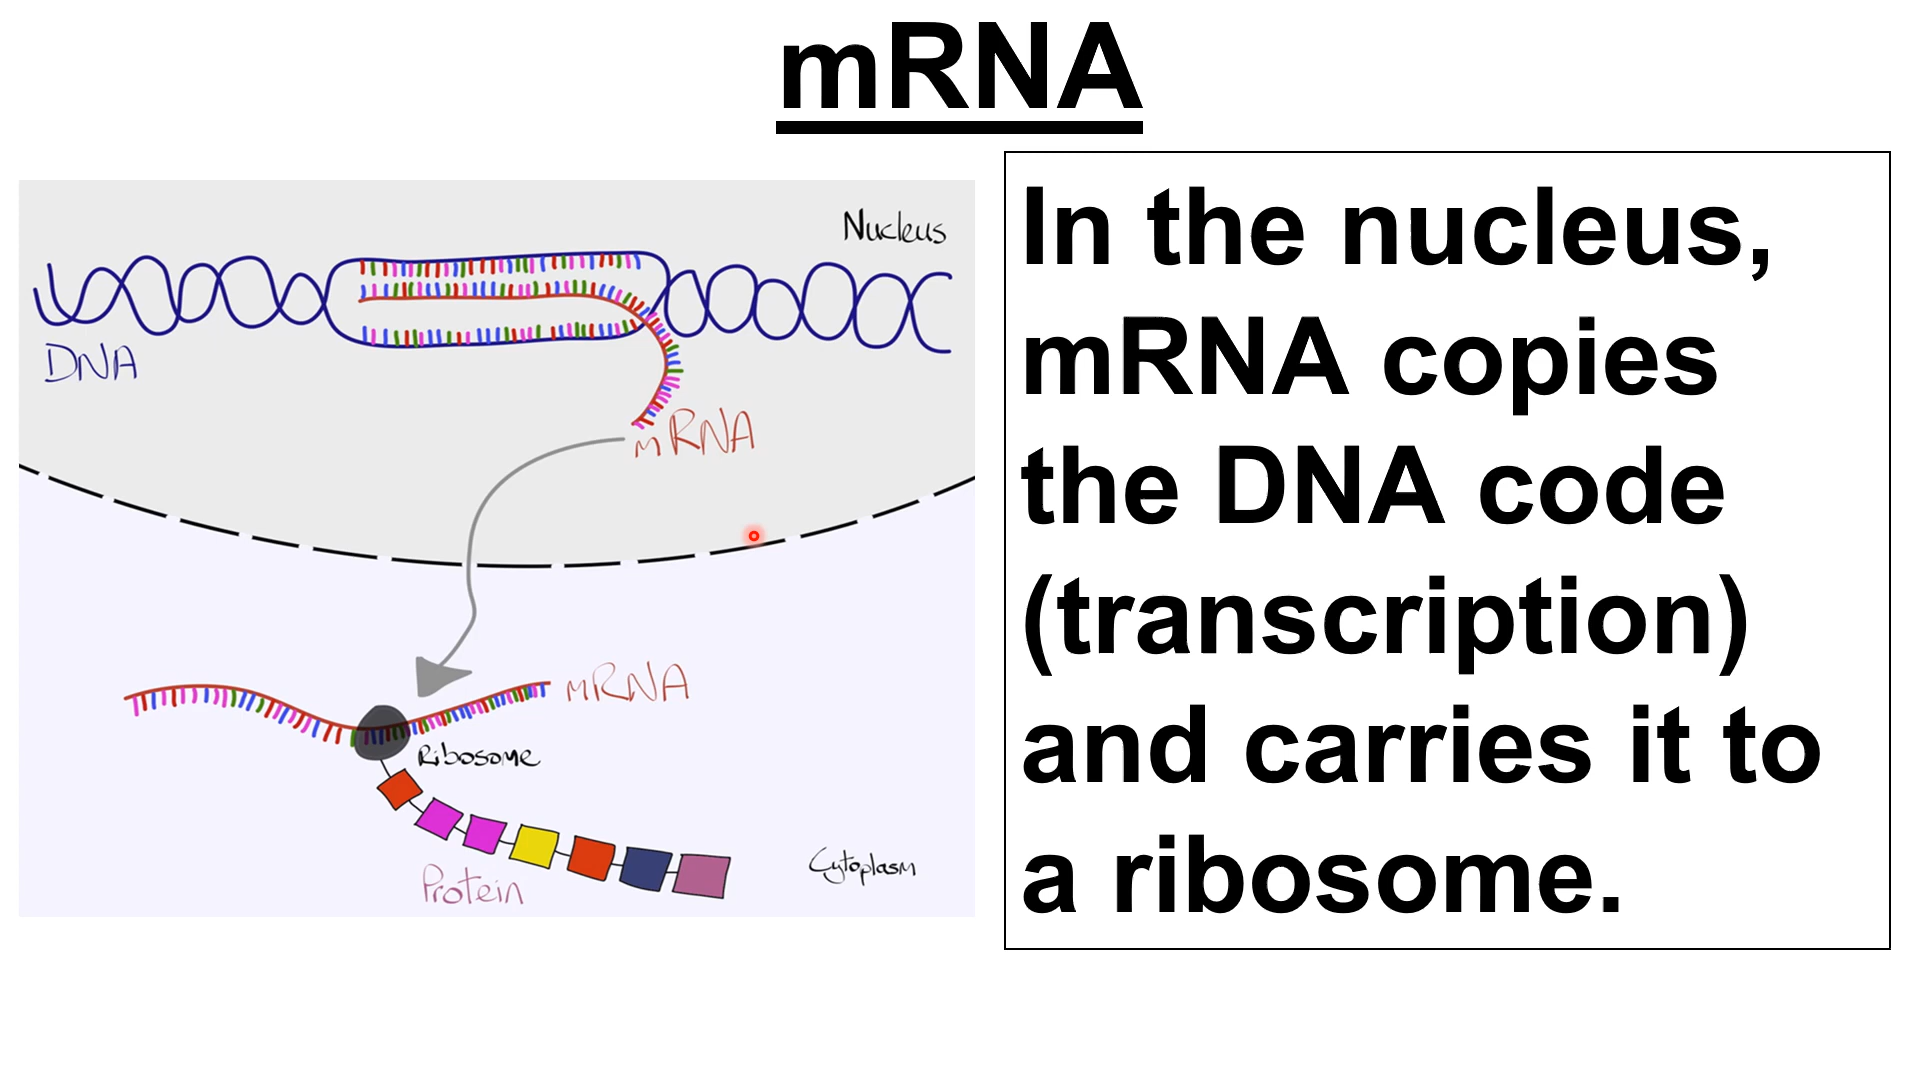 mRNA
Nucleus
DNA
mRNA
mRNA
Ribosome
Protein
Cytoplasm
In the nucleus,
mRNA copies
the DNA code
(transcription)
and carries it to
a ribosome.